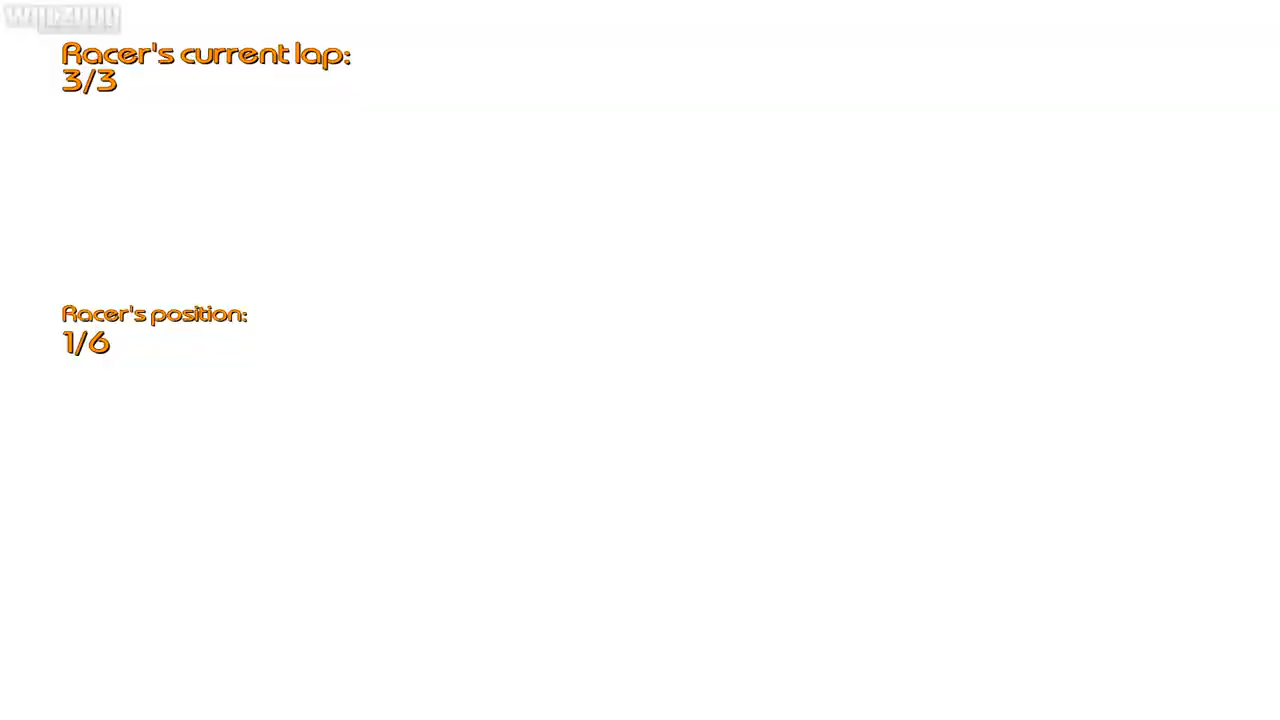 Racer's current lap:
3/3
Racer's position:
1/6